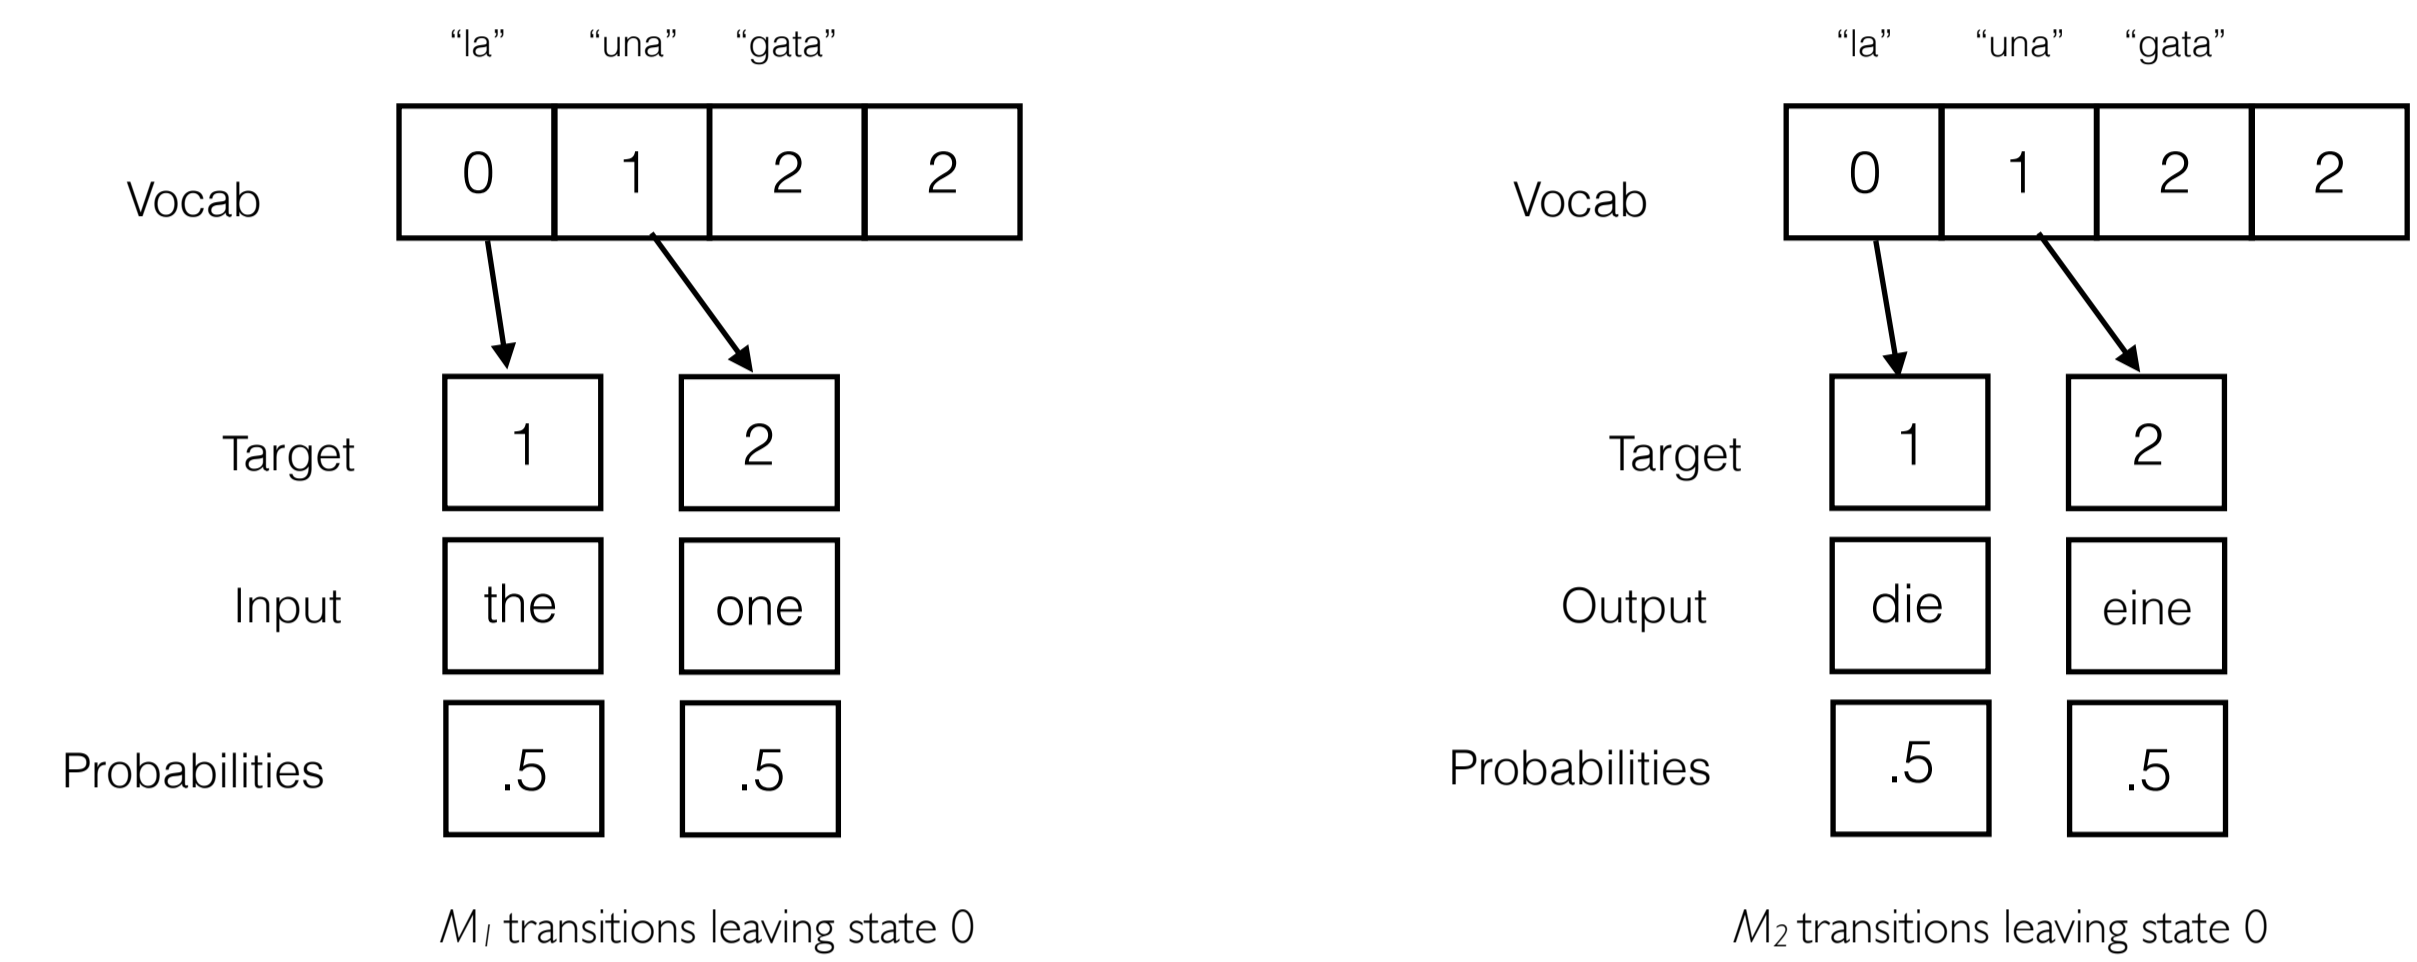 “la” “una” “gata”
Vocab 0 1 2 2
Target 1 2
Input the one
Probabilities .5 .5
M1 transitions leaving state 0
“la” “una” “gata”
Vocab 0 1 2 2
Target 1 2
Output die eine
Probabilities .5 .5
M2 transitions leaving state 0